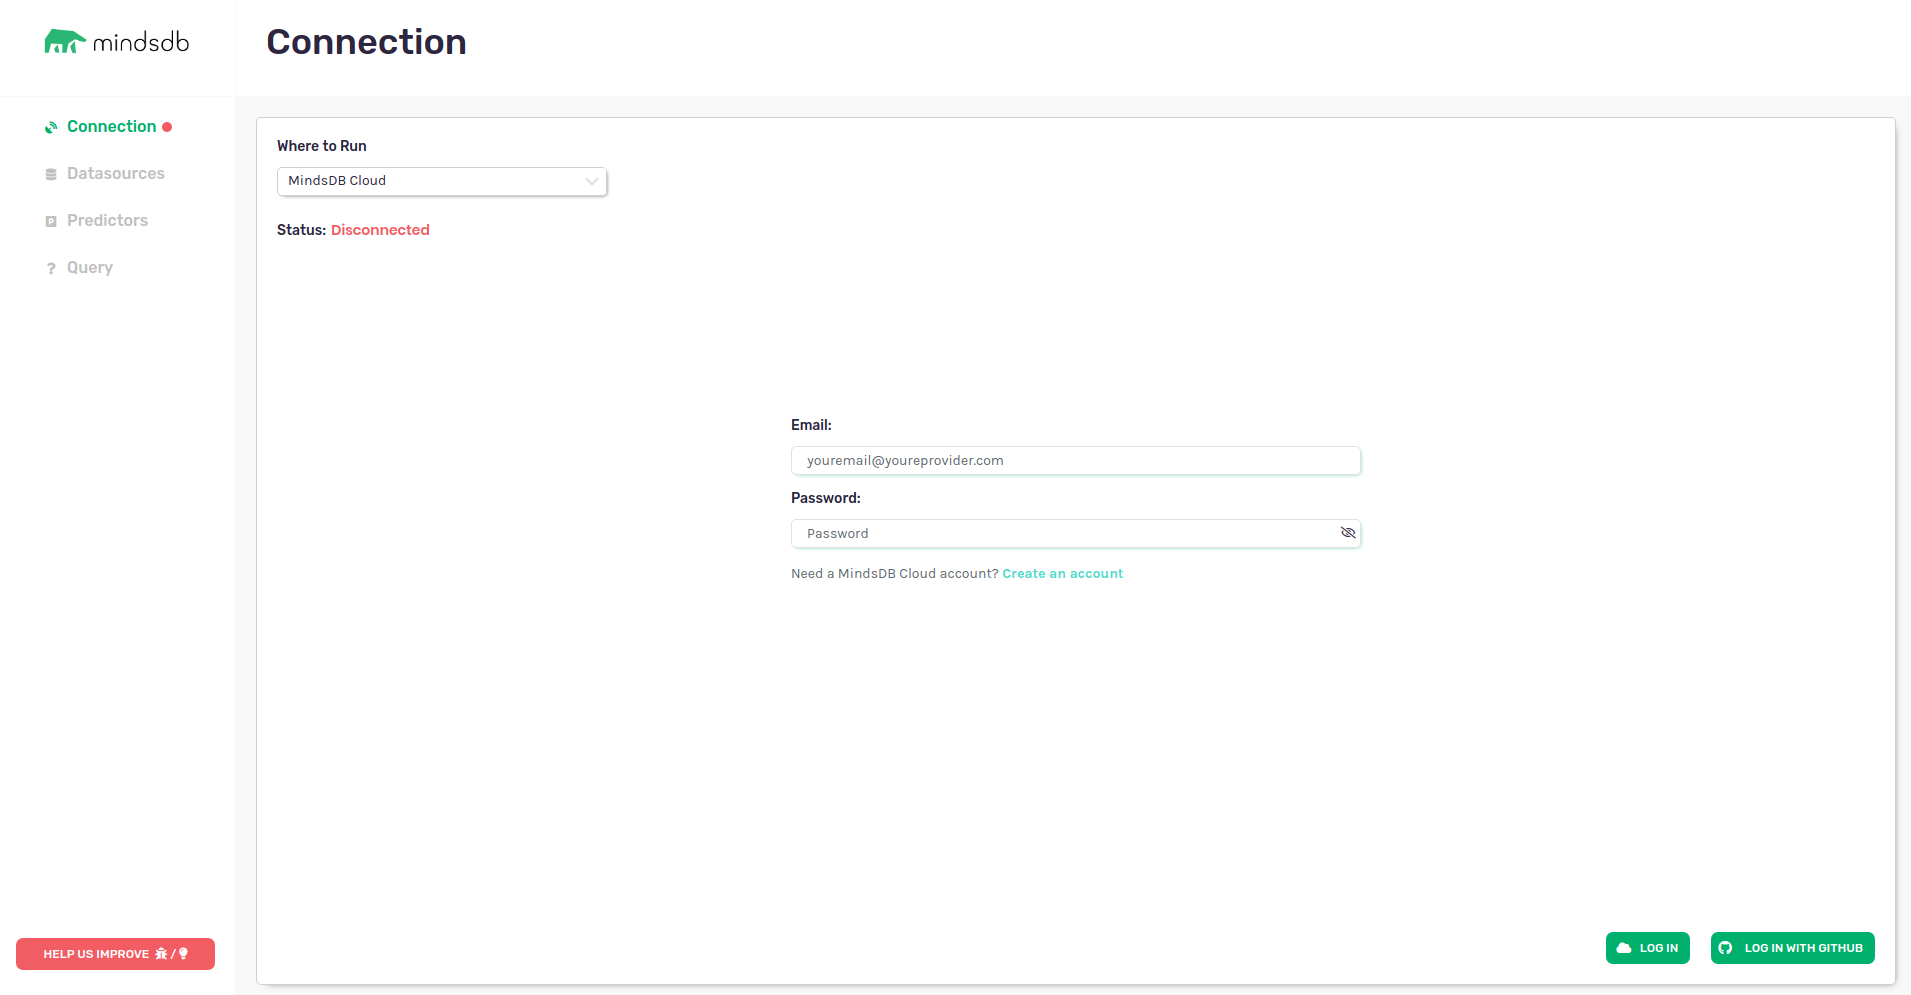 mindsdb
Connection
Connection
Datasources
Predictors
Query
Where to Run
MindsDB Cloud
Status: Disconnected
Email:
youremail@youreprovider.com
Password:
Password
Need a MindsDB Cloud account? Create an account
HELP US IMPROVE /
LOG IN
LOG IN WITH GITHUB